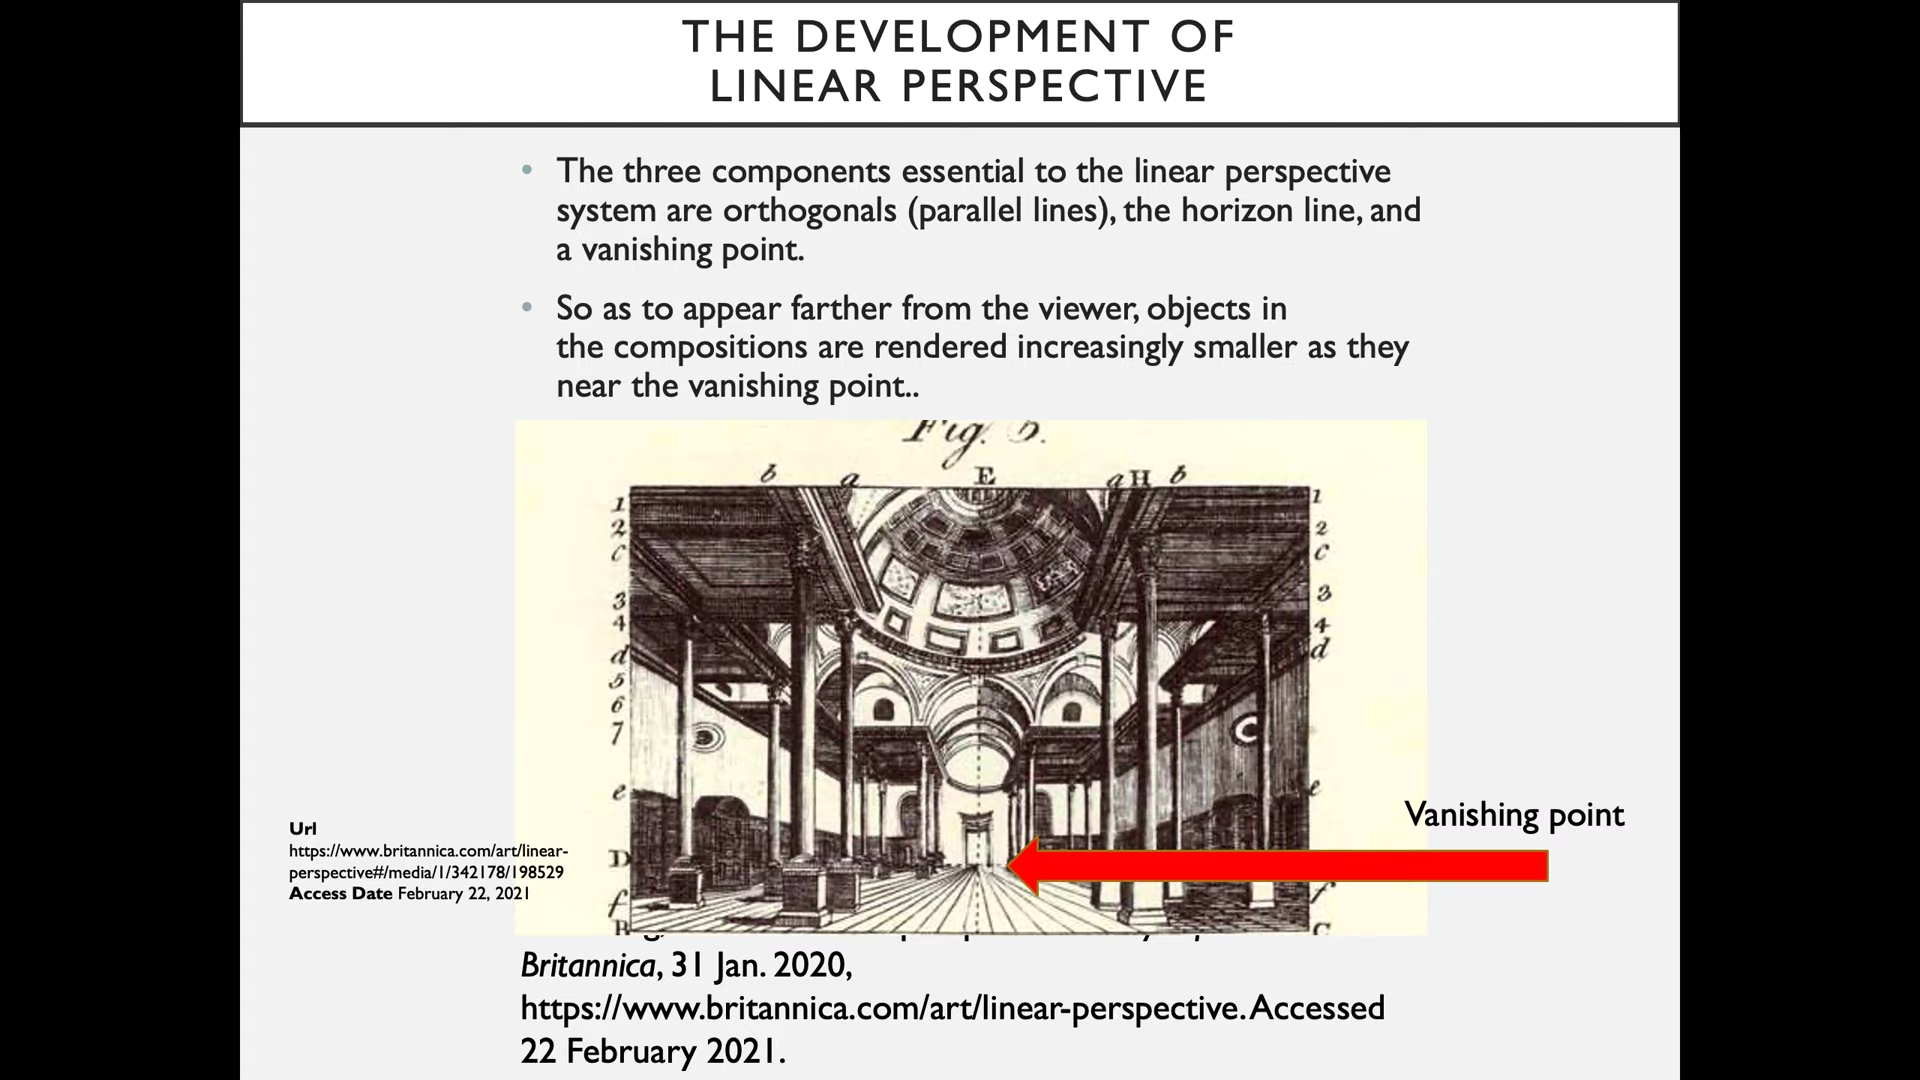 THE DEVELOPMENT OF
LINEAR PERSPECTIVE
• The three components essential to the linear perspective
system are orthogonals (parallel lines), the horizon line, and
a vanishing point.
• So as to appear farther from the viewer, objects in
the compositions are rendered increasingly smaller as they
near the vanishing point..
Fig. 5.
b a E a H b
1 1
2 2
c c
3 3
4 4
d d
5
6
7
e e
Vanishing point
Url
https://www.britannica.com/art/linear-
perspective#/media/1/342178/198529
Access Date February 22, 2021
D
f f
B C
Britannica, 31 Jan. 2020,
https://www.britannica.com/art/linear-perspective. Accessed
22 February 2021.